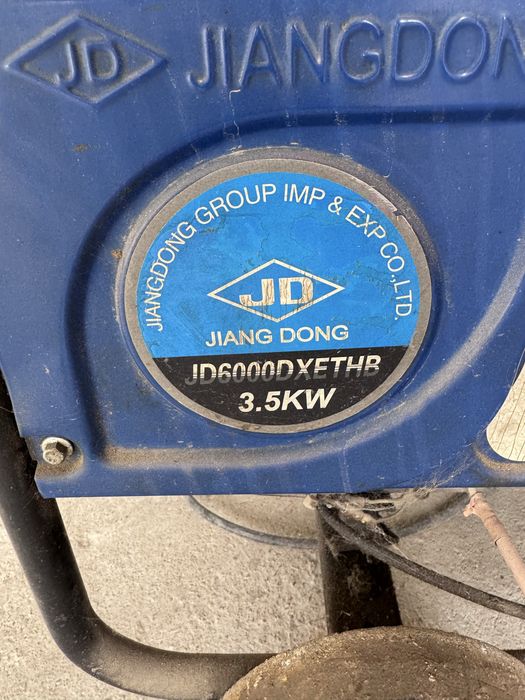 JD JIANGDON
JIANGDONG GROUP IMP & EXP CO.,LTD.
JD
JIANG DONG
JD6000DXETHB
3.5KW